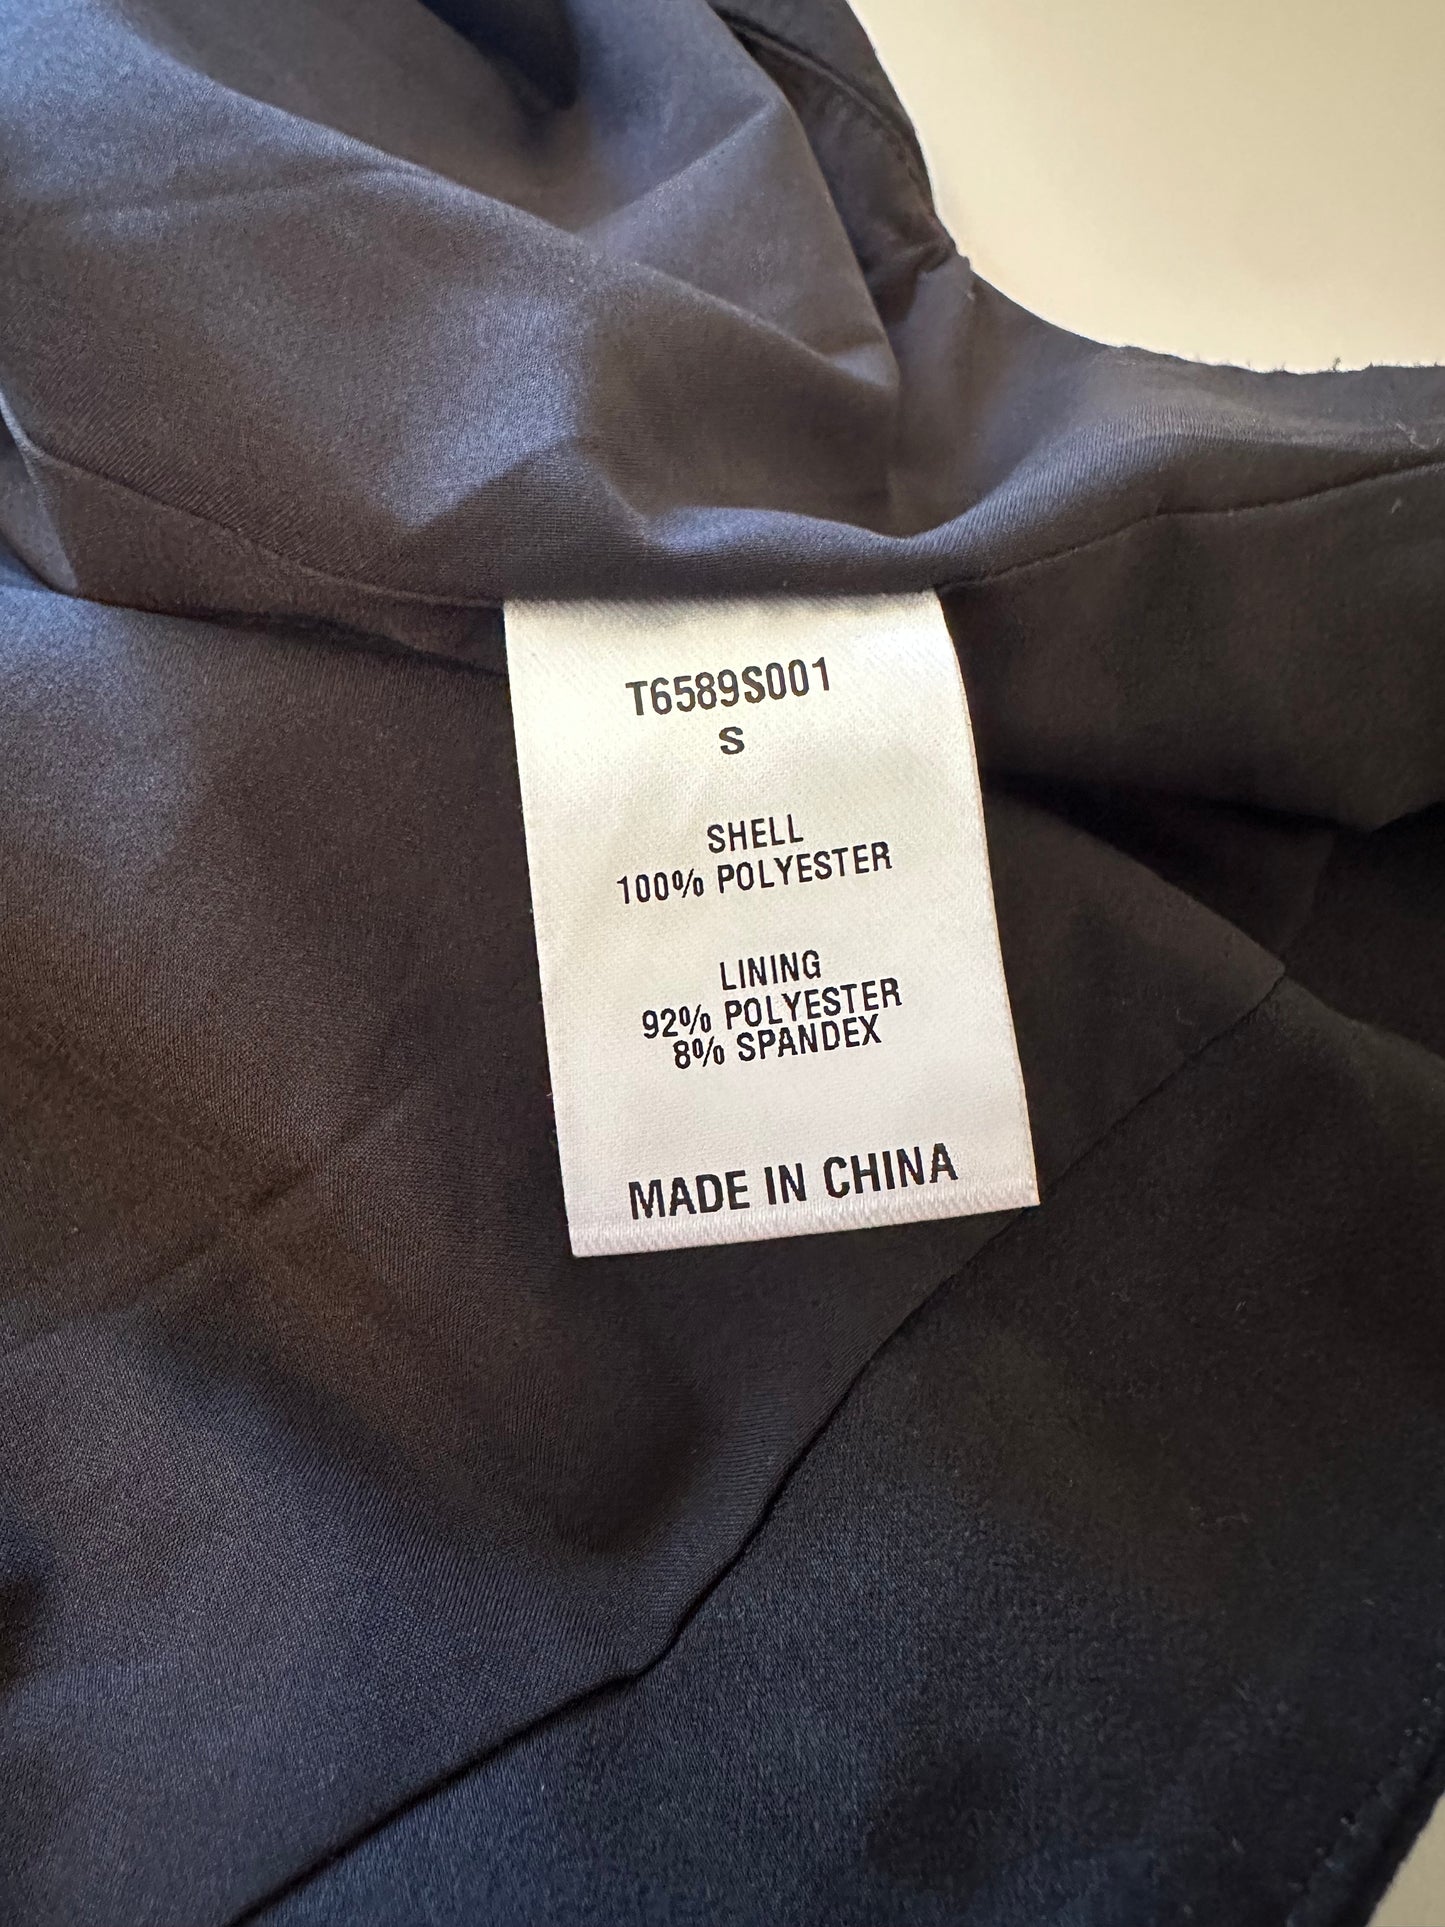 T6589S001
S
SHELL
100% POLYESTER
LINING
92% POLYESTER
8% SPANDEX
MADE IN CHINA